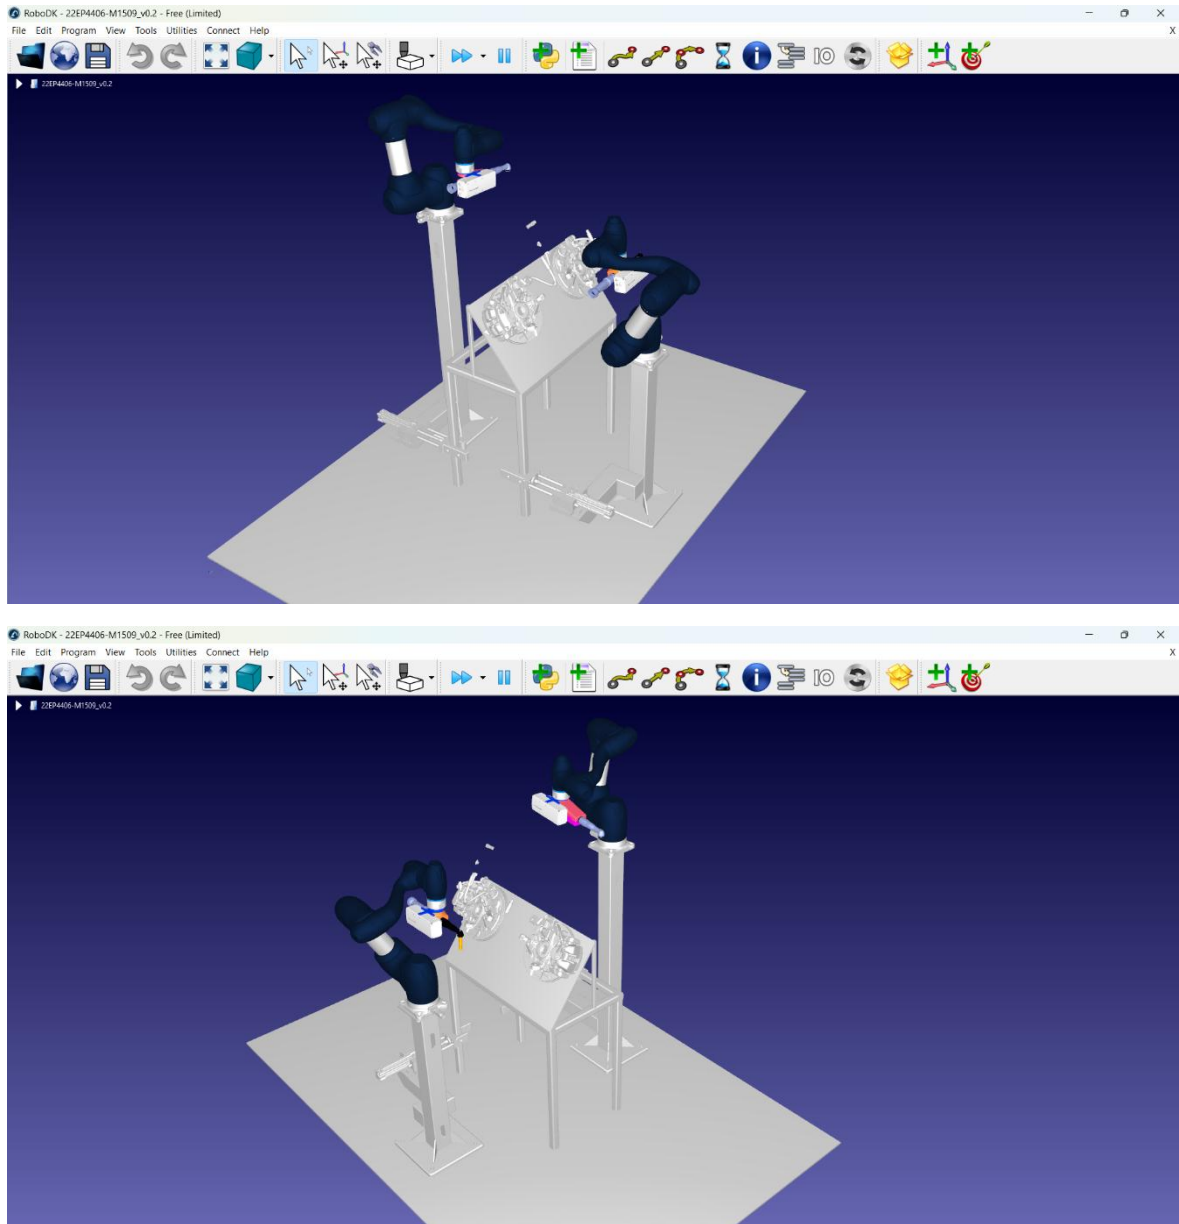 RoboDK - 22EP4406-M1509_v0.2 - Free (Limited)
File Edit Program View Tools Utilities Connect Help X
22EP4406-M1509_v0.2
RoboDK - 22EP4406-M1509_v0.2 - Free (Limited)
File Edit Program View Tools Utilities Connect Help X
22EP4406-M1509_v0.2